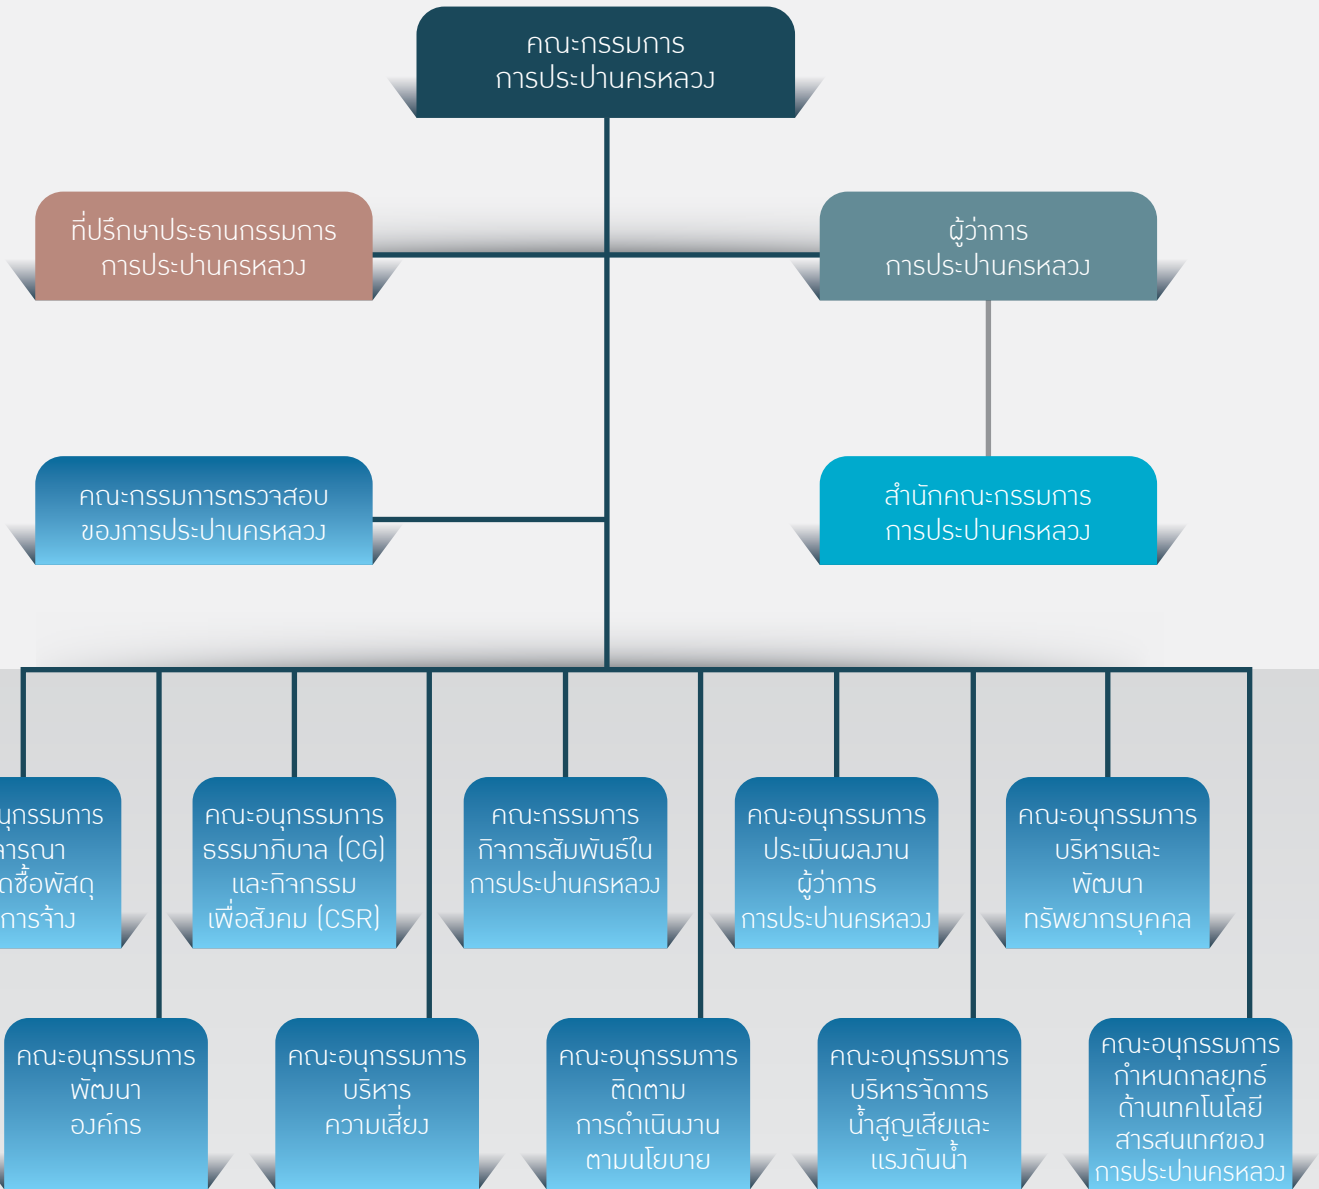 คณะกรรมการ
การประปานครหลวง
ที่ปรึกษาประธานกรรมการ
การประปานครหลวง
ผู้ว่าการ
การประปานครหลวง
คณะกรรมการตรวจสอบ
ของการประปานครหลวง
สำนักคณะกรรมการ
การประปานครหลวง
นุกรรมการ
ารณา
ดซื้อพัสดุ
การจ้าง
คณะอนุกรรมการ
ธรรมาภิบาล (CG)
และกิจกรรม
เพื่อสังคม (CSR)
คณะกรรมการ
กิจการสัมพันธ์ใน
การประปานครหลวง
คณะอนุกรรมการ
ประเมินผลงาน
ผู้ว่าการ
การประปานครหลวง
คณะอนุกรรมการ
บริหารและ
พัฒนา
ทรัพยากรบุคคล
คณะอนุกรรมการ
พัฒนา
องค์กร
คณะอนุกรรมการ
บริหาร
ความเสี่ยง
คณะอนุกรรมการ
ติดตาม
การดำเนินงาน
ตามนโยบาย
คณะอนุกรรมการ
บริหารจัดการ
น้ำสูญเสียและ
แรงดันน้ำ
คณะอนุกรรมการ
กำหนดกลยุทธ์
ด้านเทคโนโลยี
สารสนเทศของ
การประปานครหลวง